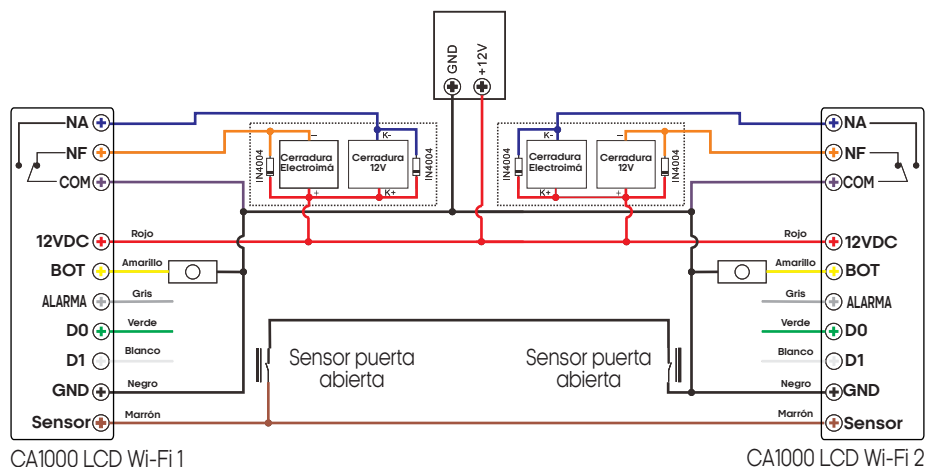 GND
+12V
NA
NF
COM
12VDC
Rojo
BOT
Amarillo
ALARMA
Gris
D0
Verde
D1
Blanco
GND
Negro
Sensor
Marrón
CA1000 LCD Wi-Fi 1
IN4004
−
Cerradura
Electroimá
+
K-
Cerradura
12V
K+
IN4004
IN4004
K-
Cerradura
Electroimá
K+
−
Cerradura
12V
+
IN4004
Sensor puerta
abierta
Sensor puerta
abierta
NA
NF
COM
Rojo
12VDC
Amarillo
BOT
Gris
ALARMA
Verde
D0
Blanco
D1
Negro
GND
Marrón
Sensor
CA1000 LCD Wi-Fi 2